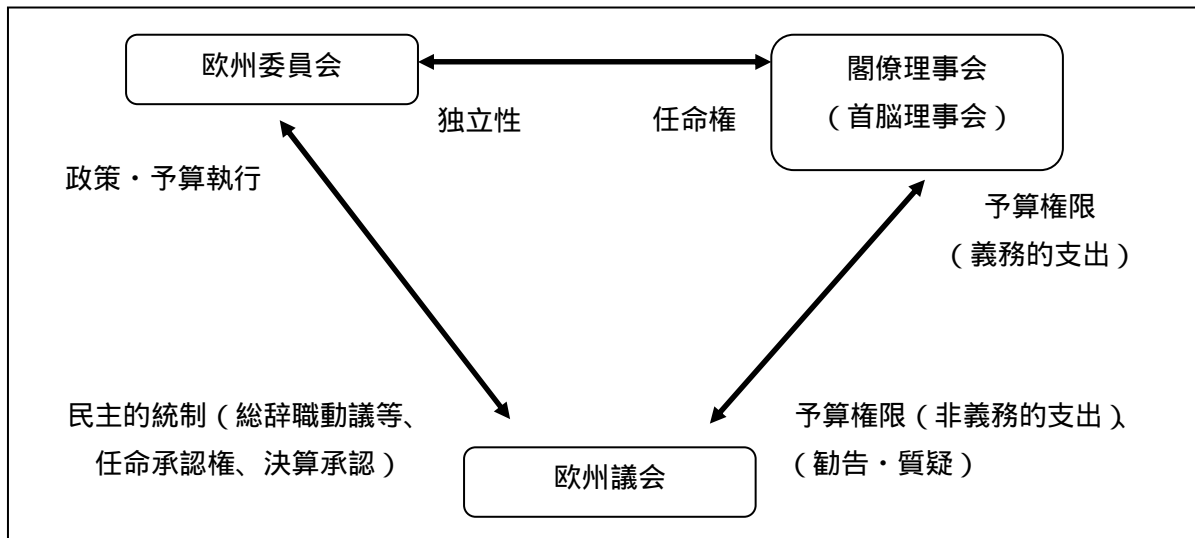 欧州委員会
閣僚理事会
（首脳理事会）
独立性
任命権
政策・予算執行
予算権限
（義務的支出）
民主的統制（総辞職動議等、
任命承認権、決算承認）
予算権限（非義務的支出）、
（勧告・質疑）
欧州議会